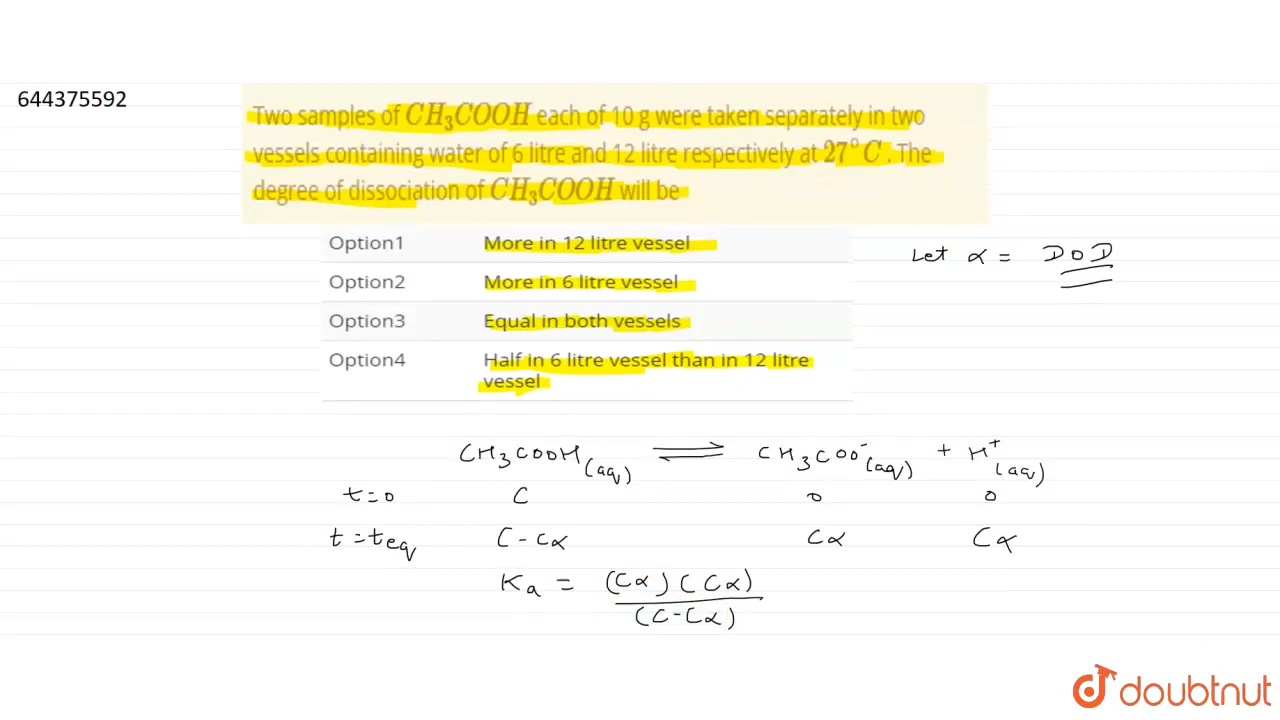 644375592
Two samples of CH₃COOH each of 10 g were taken separately in two
vessels containing water of 6 litre and 12 litre respectively at 27°C. The
degree of dissociation of CH₃COOH will be
Option1 More in 12 litre vessel
Option2 More in 6 litre vessel
Option3 Equal in both vessels
Option4 Half in 6 litre vessel than in 12 litre
vessel
Let α = DOD
CH₃COOH(aq) ⇌ CH₃COO⁻(aq) + H⁺(aq)
t=0 C 0 0
t=teq C-Cα Cα Cα
Ka = (Cα)(Cα)
(C-Cα)
doubtnut